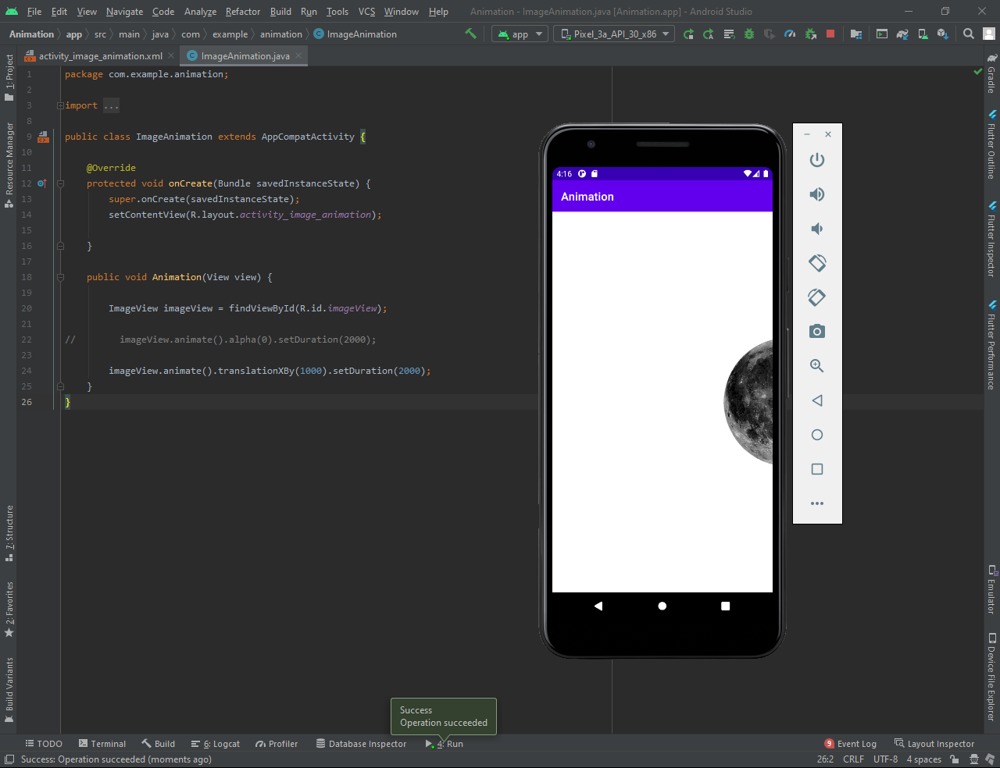 File Edit View Navigate Code Analyze Refactor Build Run Tools VCS Window Help Animation - ImageAnimation.java [Animation.app] - Android Studio
Animation app src main java com example animation ImageAnimation app Pixel_3a_API_30_x86
activity_image_animation.xml ImageAnimation.java
1: Project
Resource Manager
7: Structure
2: Favorites
Build Variants
1 package com.example.animation;
2
3 import ...
8
9 public class ImageAnimation extends AppCompatActivity {
10
11 @Override
12 protected void onCreate(Bundle savedInstanceState) {
13 super.onCreate(savedInstanceState);
14 setContentView(R.layout.activity_image_animation);
15
16 }
17
18 public void Animation(View view) {
19
20 ImageView imageView = findViewById(R.id.imageView);
21
22 // imageView.animate().alpha(0).setDuration(2000);
23
24 imageView.animate().translationXBy(1000).setDuration(2000);
25 }
26 }
4:16
Animation
Gradle
Flutter Outline
Flutter Inspector
Flutter Performance
Emulator
Device File Explorer
Success
Operation succeeded
TODO Terminal Build 6: Logcat Profiler Database Inspector 4: Run 9 Event Log Layout Inspector
Success: Operation succeeded (moments ago) 26:2 CRLF UTF-8 4 spaces